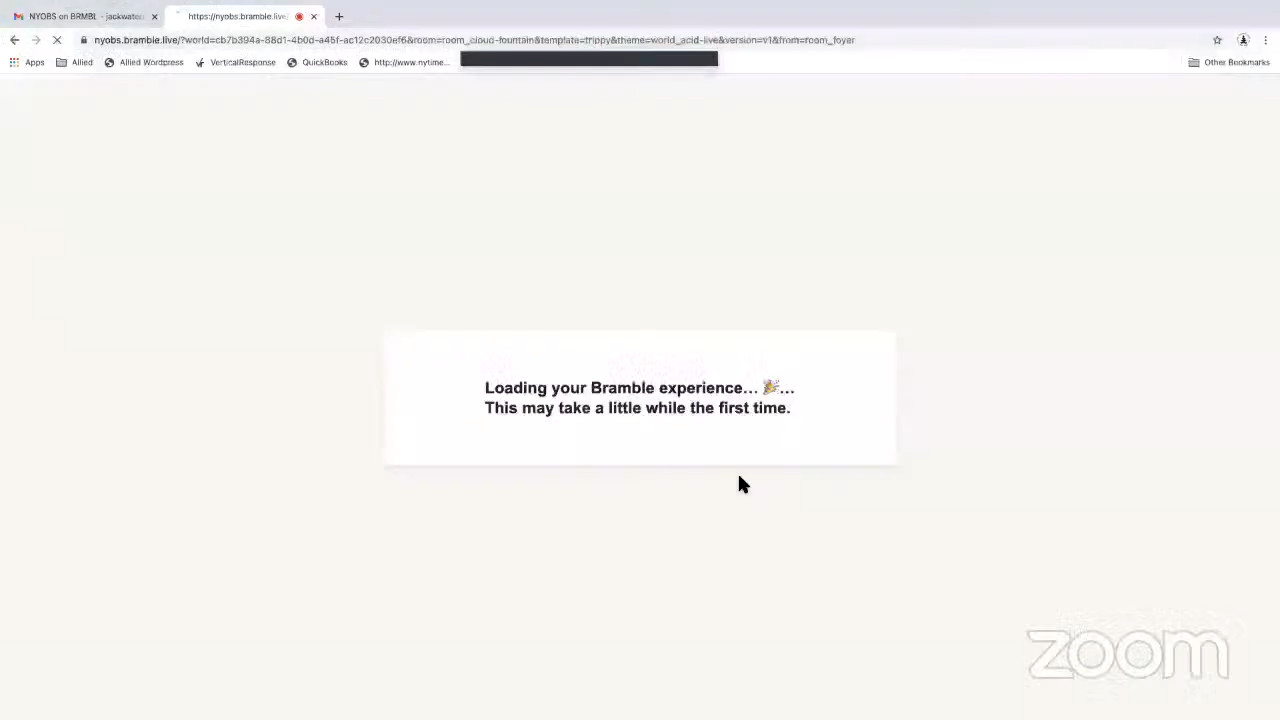 NYOBS on BRMBL - jackwate
https://nyobs.bramble.live/
nyobs.bramble.live/?world=cb7b394a-88d1-4b0d-a45f-ac12c2030ef6&room=room_cloud-fountain&template=trippy&theme=world_acid-live&version=v1&from=room_foyer
Apps Allied Allied Wordpress VerticalResponse QuickBooks http://www.nytime... Other Bookmarks
Loading your Bramble experience... 🎉...
This may take a little while the first time.
zoom